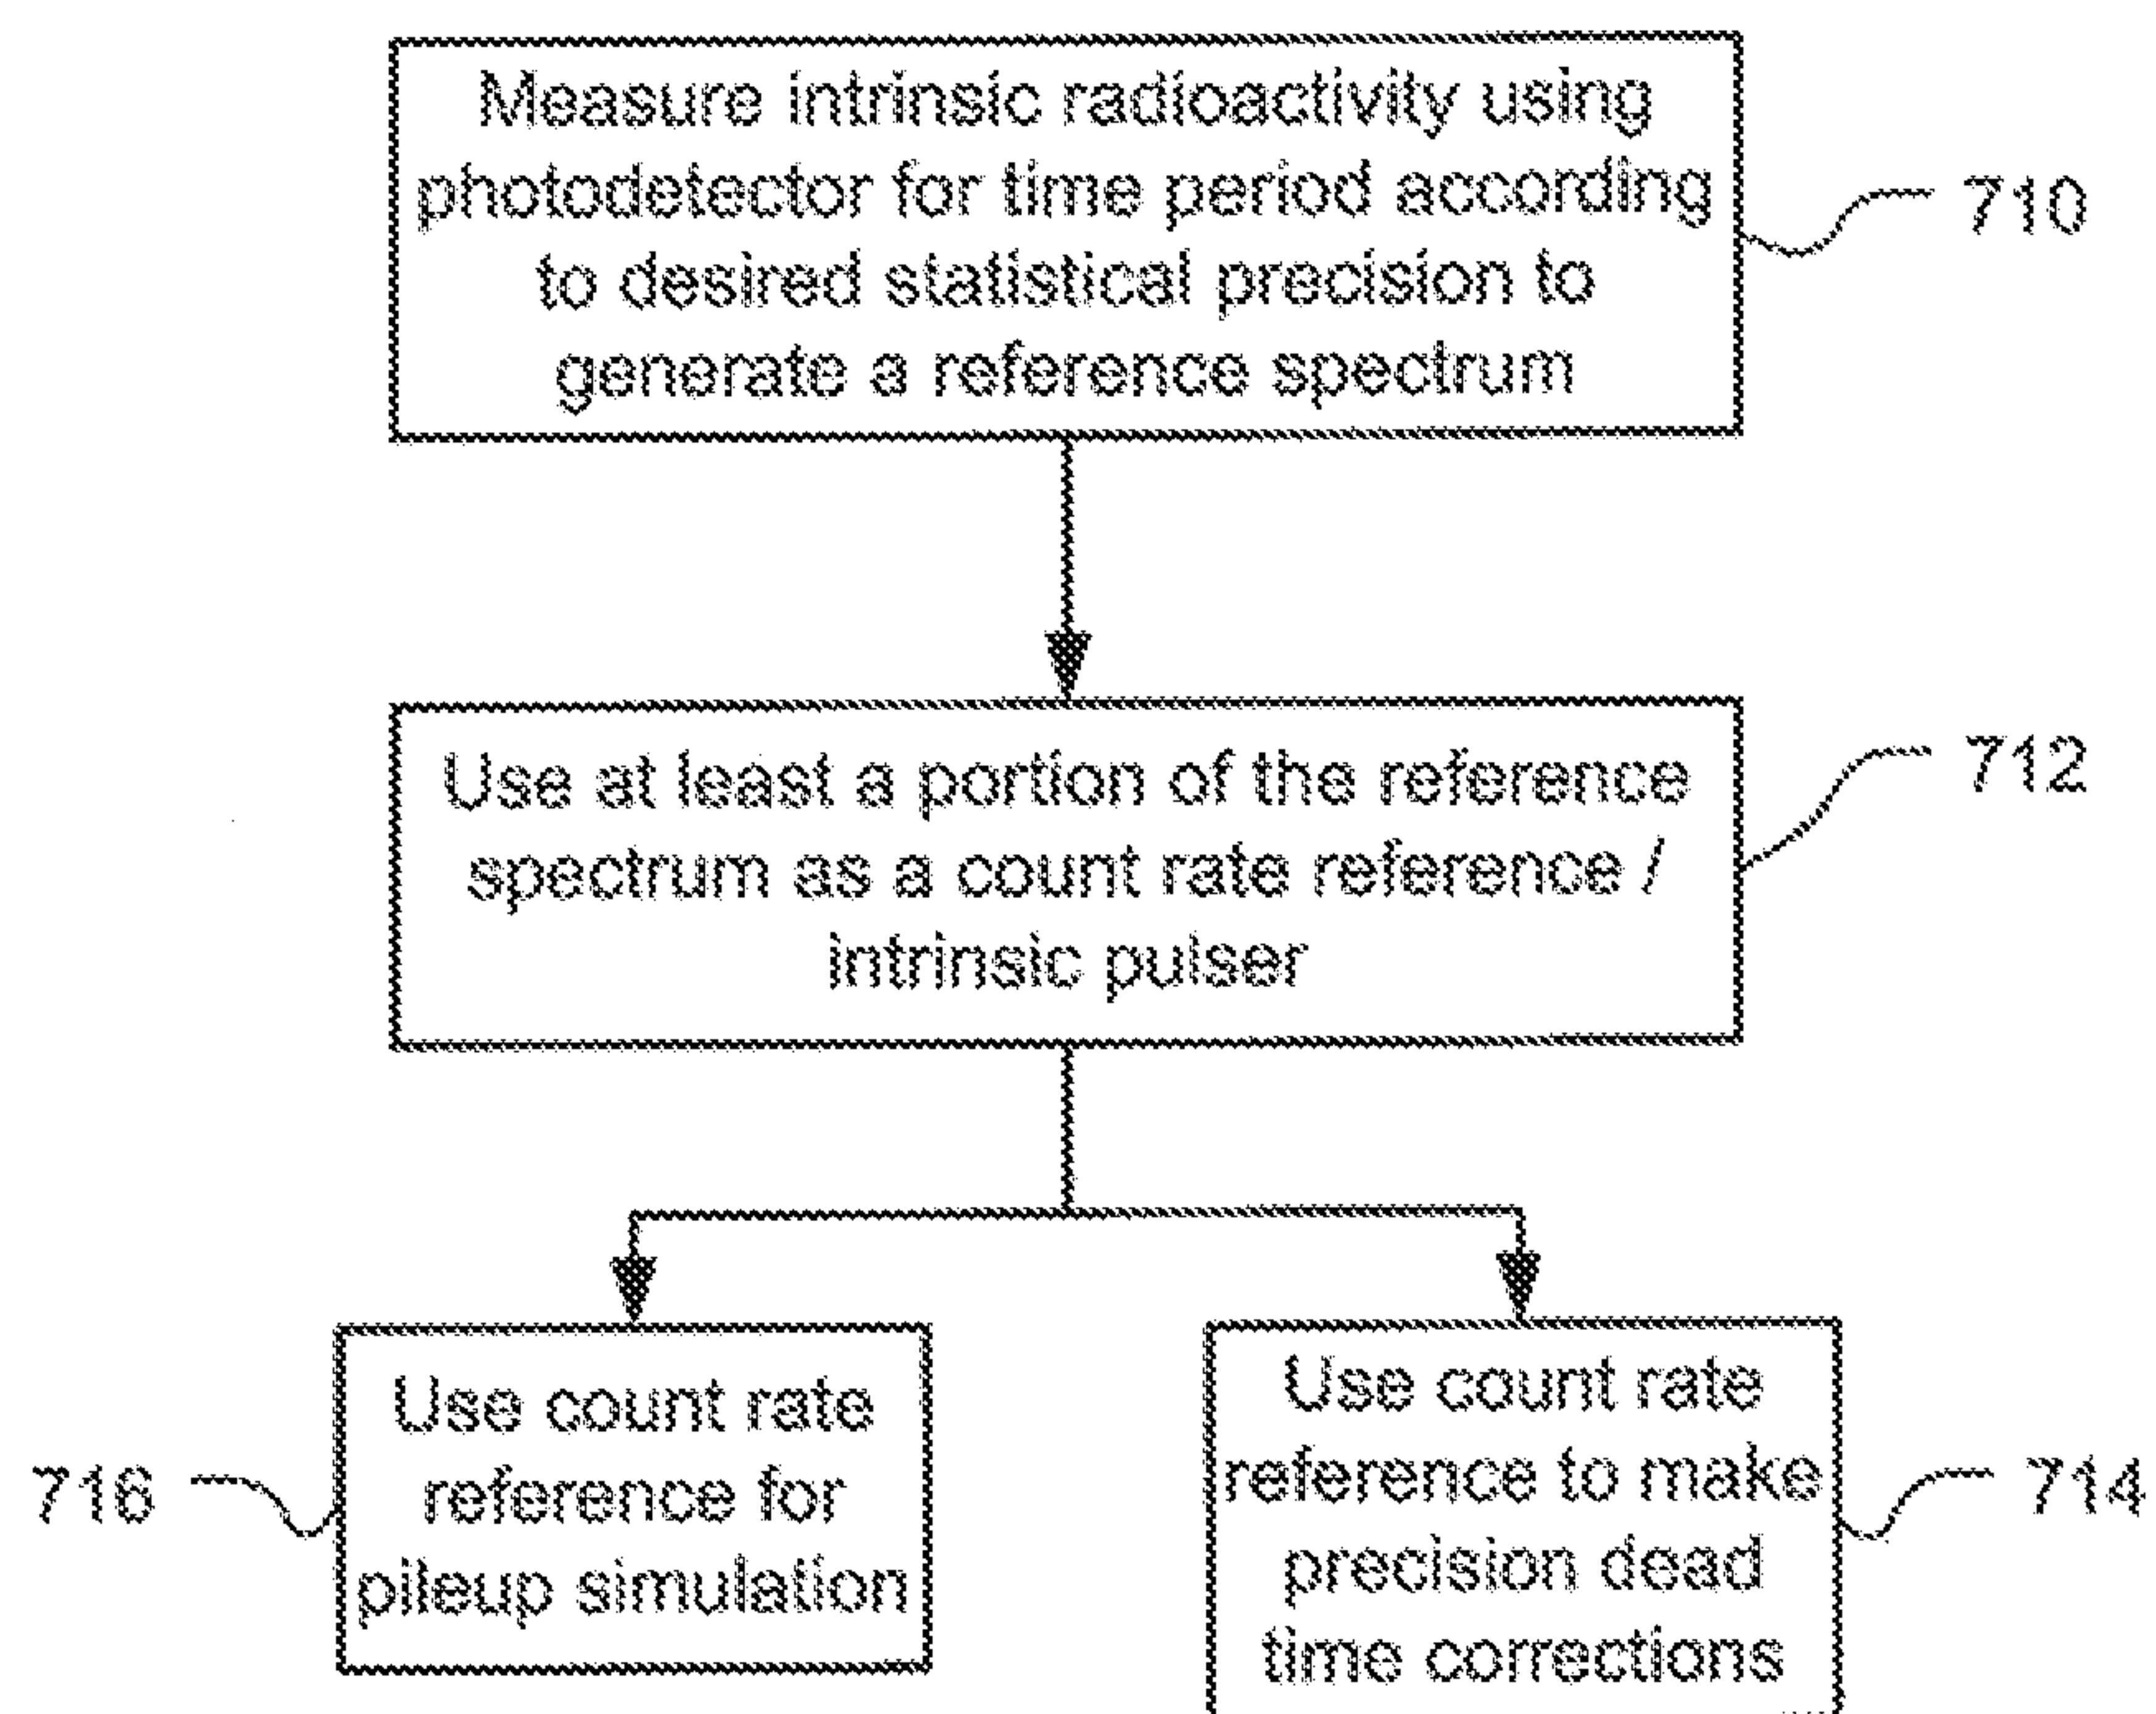 Measure intrinsic radioactivity using
photodetector for time period according
to desired statistical precision to
generate a reference spectrum
710
Use at least a portion of the reference
spectrum as a count rate reference /
intrinsic pulser
712
Use count rate
reference for
pileup simulation
716
Use count rate
reference to make
precision dead
time corrections
714